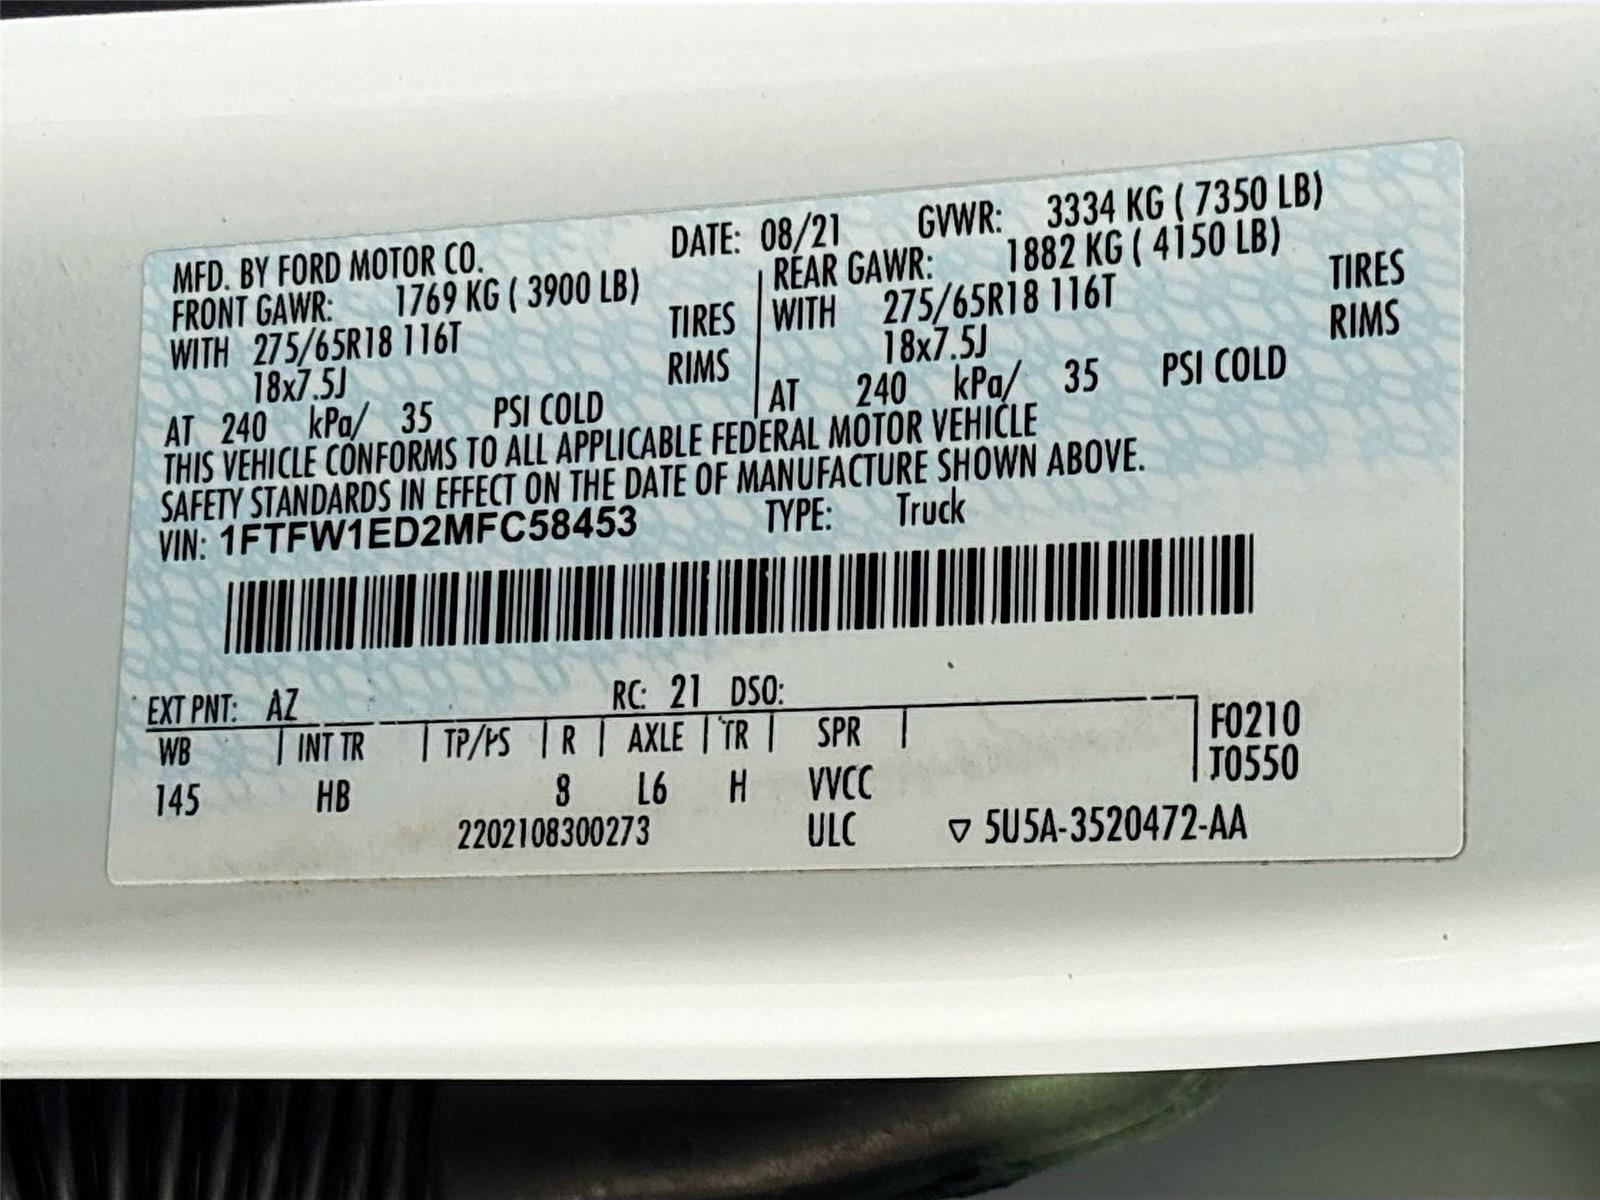 MFD. BY FORD MOTOR CO. DATE: 08/21 GVWR: 3334 KG ( 7350 LB)
FRONT GAWR: 1769 KG ( 3900 LB) REAR GAWR: 1882 KG ( 4150 LB)
WITH 275/65R18 116T TIRES WITH 275/65R18 116T TIRES
18x7.5J RIMS 18x7.5J RIMS
AT 240 kPa/ 35 PSI COLD AT 240 kPa/ 35 PSI COLD
THIS VEHICLE CONFORMS TO ALL APPLICABLE FEDERAL MOTOR VEHICLE
SAFETY STANDARDS IN EFFECT ON THE DATE OF MANUFACTURE SHOWN ABOVE.
VIN: 1FTFW1ED2MFC58453 TYPE: Truck
EXT PNT: AZ RC: 21 DSO:
WB INT TR TP/PS R AXLE TR SPR F0210
T0550
145 HB 8 L6 H VVCC
2202108300273 ULC ▽ 5U5A-3520472-AA